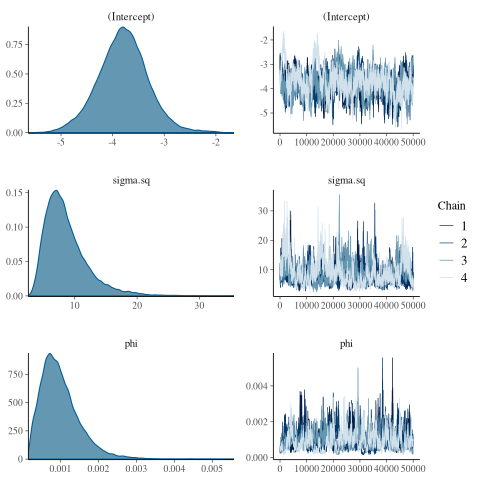 (Intercept) (Intercept)
0.75 0.50 0.25 0.00
-5 -4 -3 -2
-2 -3 -4 -5
0 10000 20000 30000 40000 50000
sigma.sq sigma.sq
0.15 0.10 0.05 0.00
10 20 30
30 20 10
0 10000 20000 30000 40000 50000
Chain
1
2
3
4
phi phi
750 500 250 0
0.001 0.002 0.003 0.004 0.005
0.004 0.002 0.000
0 10000 20000 30000 40000 50000